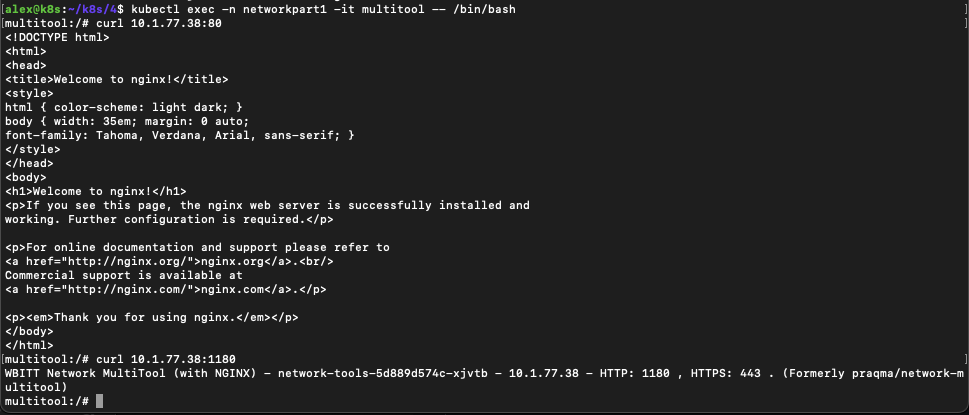 [alex@k8s:~/k8s/4$ kubectl exec -n networkpart1 -it multitool -- /bin/bash ]
[multitool:/# curl 10.1.77.38:80 ]
<!DOCTYPE html>
<html>
<head>
<title>Welcome to nginx!</title>
<style>
html { color-scheme: light dark; }
body { width: 35em; margin: 0 auto;
font-family: Tahoma, Verdana, Arial, sans-serif; }
</style>
</head>
<body>
<h1>Welcome to nginx!</h1>
<p>If you see this page, the nginx web server is successfully installed and
working. Further configuration is required.</p>

<p>For online documentation and support please refer to
<a href="http://nginx.org/">nginx.org</a>.<br/>
Commercial support is available at
<a href="http://nginx.com/">nginx.com</a>.</p>

<p><em>Thank you for using nginx.</em></p>
</body>
</html>
[multitool:/# curl 10.1.77.38:1180 ]
WBITT Network MultiTool (with NGINX) - network-tools-5d889d574c-xjvtb - 10.1.77.38 - HTTP: 1180 , HTTPS: 443 . (Formerly praqma/network-m
ultitool)
multitool:/#